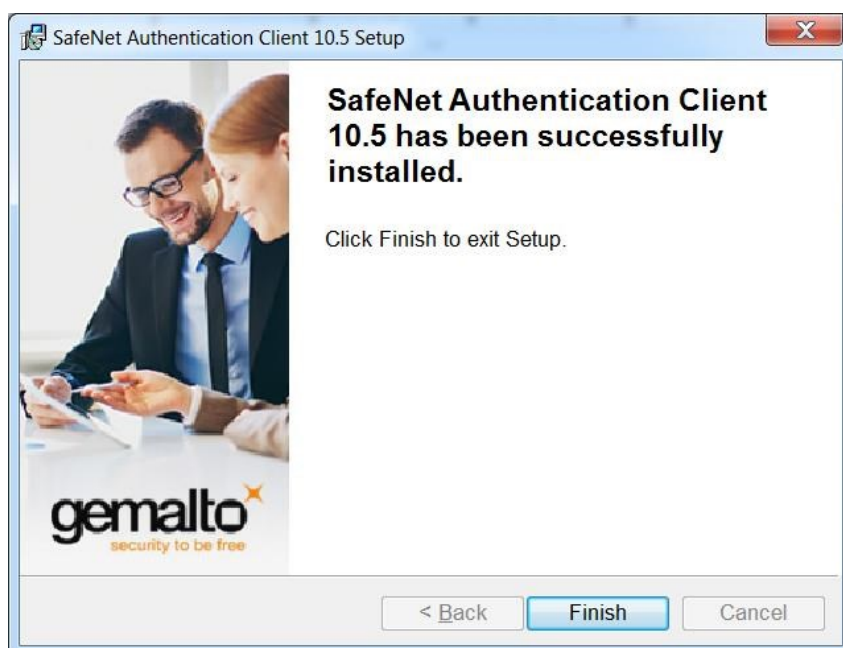 SafeNet Authentication Client 10.5 Setup
X
SafeNet Authentication Client
10.5 has been successfully
installed.
Click Finish to exit Setup.
gemalto
security to be free
< Back
Finish
Cancel